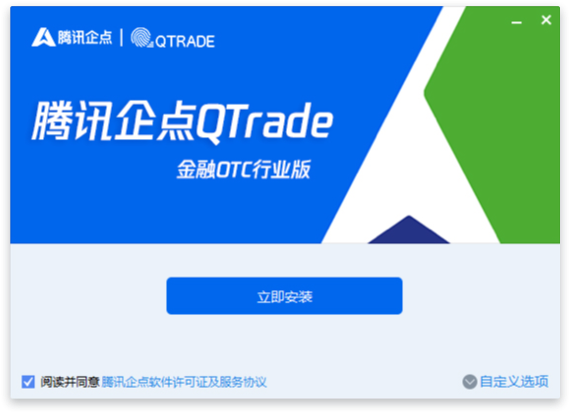 腾讯企点 | QTRADE
腾讯企点QTrade
金融OTC行业版
立即安装
阅读并同意 腾讯企点软件许可证及服务协议
自定义选项